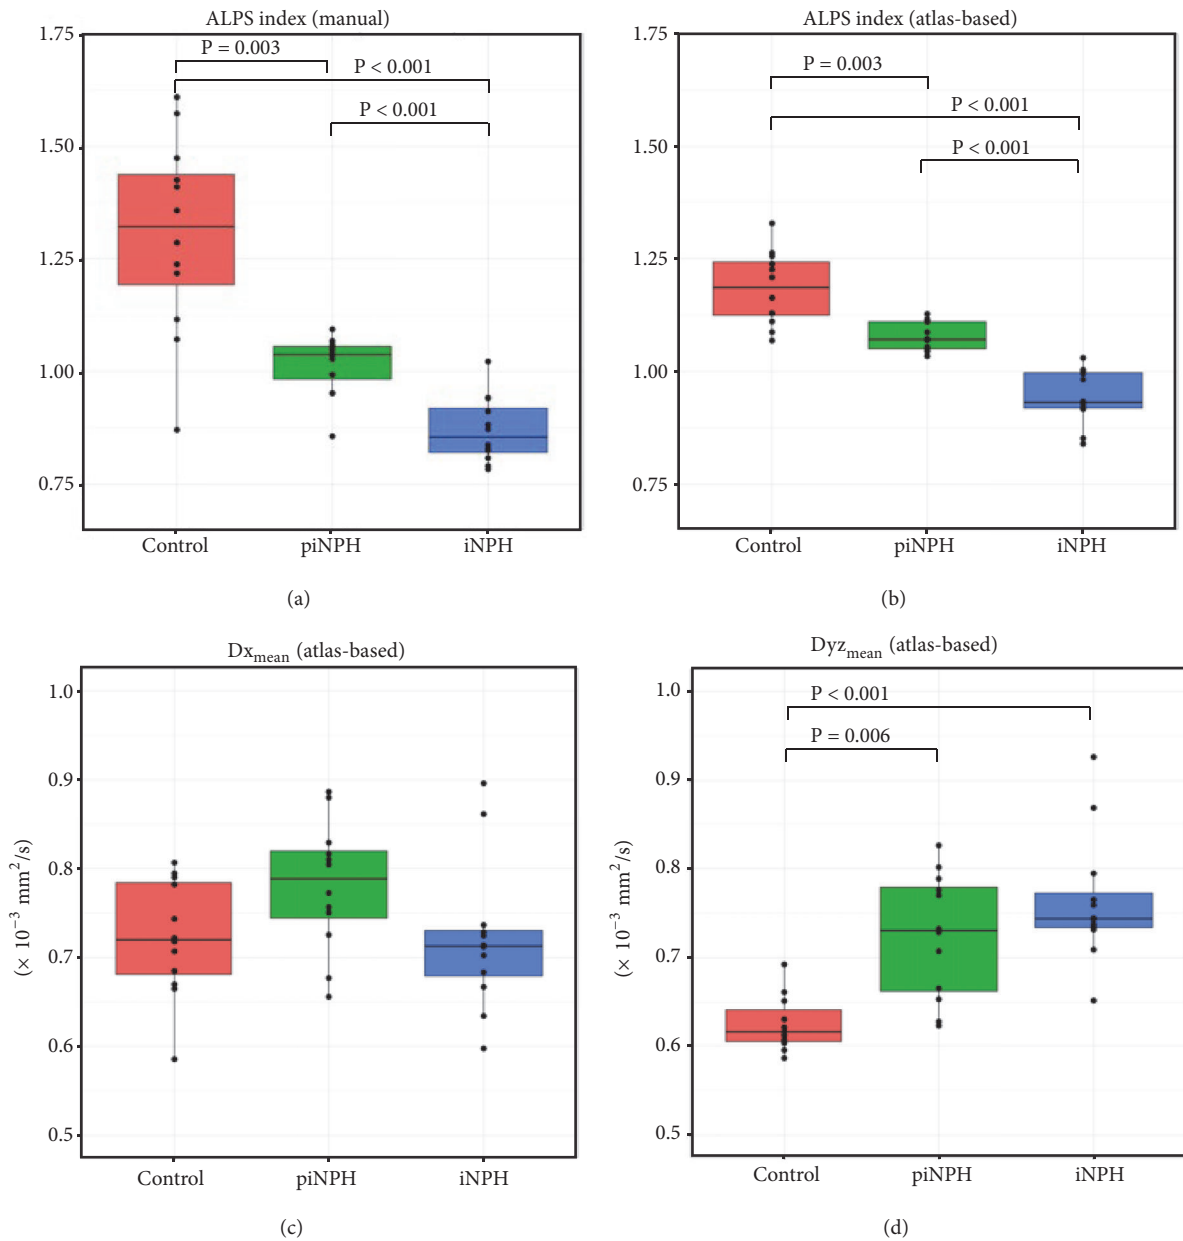 ALPS index (manual)
1.75
1.50
1.25
1.00
0.75
P = 0.003
P < 0.001
P < 0.001
Control piNPH iNPH
(a)
ALPS index (atlas-based)
1.75
1.50
1.25
1.00
0.75
P = 0.003
P < 0.001
P < 0.001
Control piNPH iNPH
(b)
Dx_mean (atlas-based)
(× 10⁻³ mm²/s)
1.0
0.9
0.8
0.7
0.6
0.5
Control piNPH iNPH
(c)
Dyz_mean (atlas-based)
(× 10⁻³ mm²/s)
1.0
0.9
0.8
0.7
0.6
0.5
P < 0.001
P = 0.006
Control piNPH iNPH
(d)